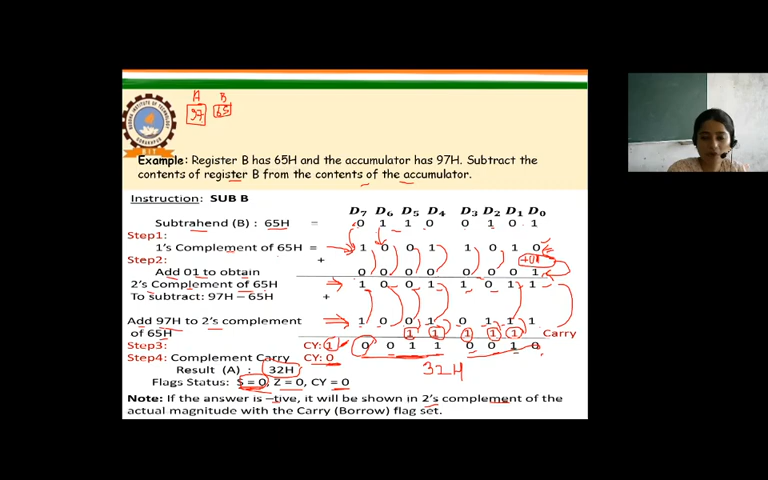 A B
97 65
Example: Register B has 65H and the accumulator has 97H. Subtract the
contents of register B from the contents of the accumulator.
Instruction: SUB B
D7 D6 D5 D4 D3 D2 D1 D0
Subtrahend (B) : 65H = 0 1 1 0 0 1 0 1
Step1:
1's Complement of 65H = 1 0 0 1 1 0 1 0
Step2: +
+01
Add 01 to obtain 0 0 0 0 0 0 0 1
2's Complement of 65H 1 0 0 1 1 0 1 1
To subtract: 97H – 65H +
Add 97H to 2's complement 1 0 0 1 0 1 1 1
of 65H 1 1 1 1 1 Carry
Step3: CY: 1 0 0 1 1 0 0 1 0
Step4: Complement Carry CY: 0
Result (A) : 32H 32H
Flags Status: S = 0, Z = 0, CY = 0
Note: If the answer is –tive, it will be shown in 2's complement of the
actual magnitude with the Carry (Borrow) flag set.